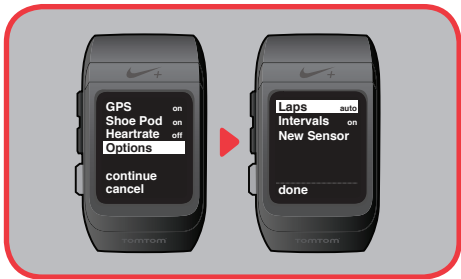 GPS on
Shoe Pod on
Heartrate off
Options
continue
cancel
TOMTOM
Laps auto
Intervals on
New Sensor
done
TOMTOM